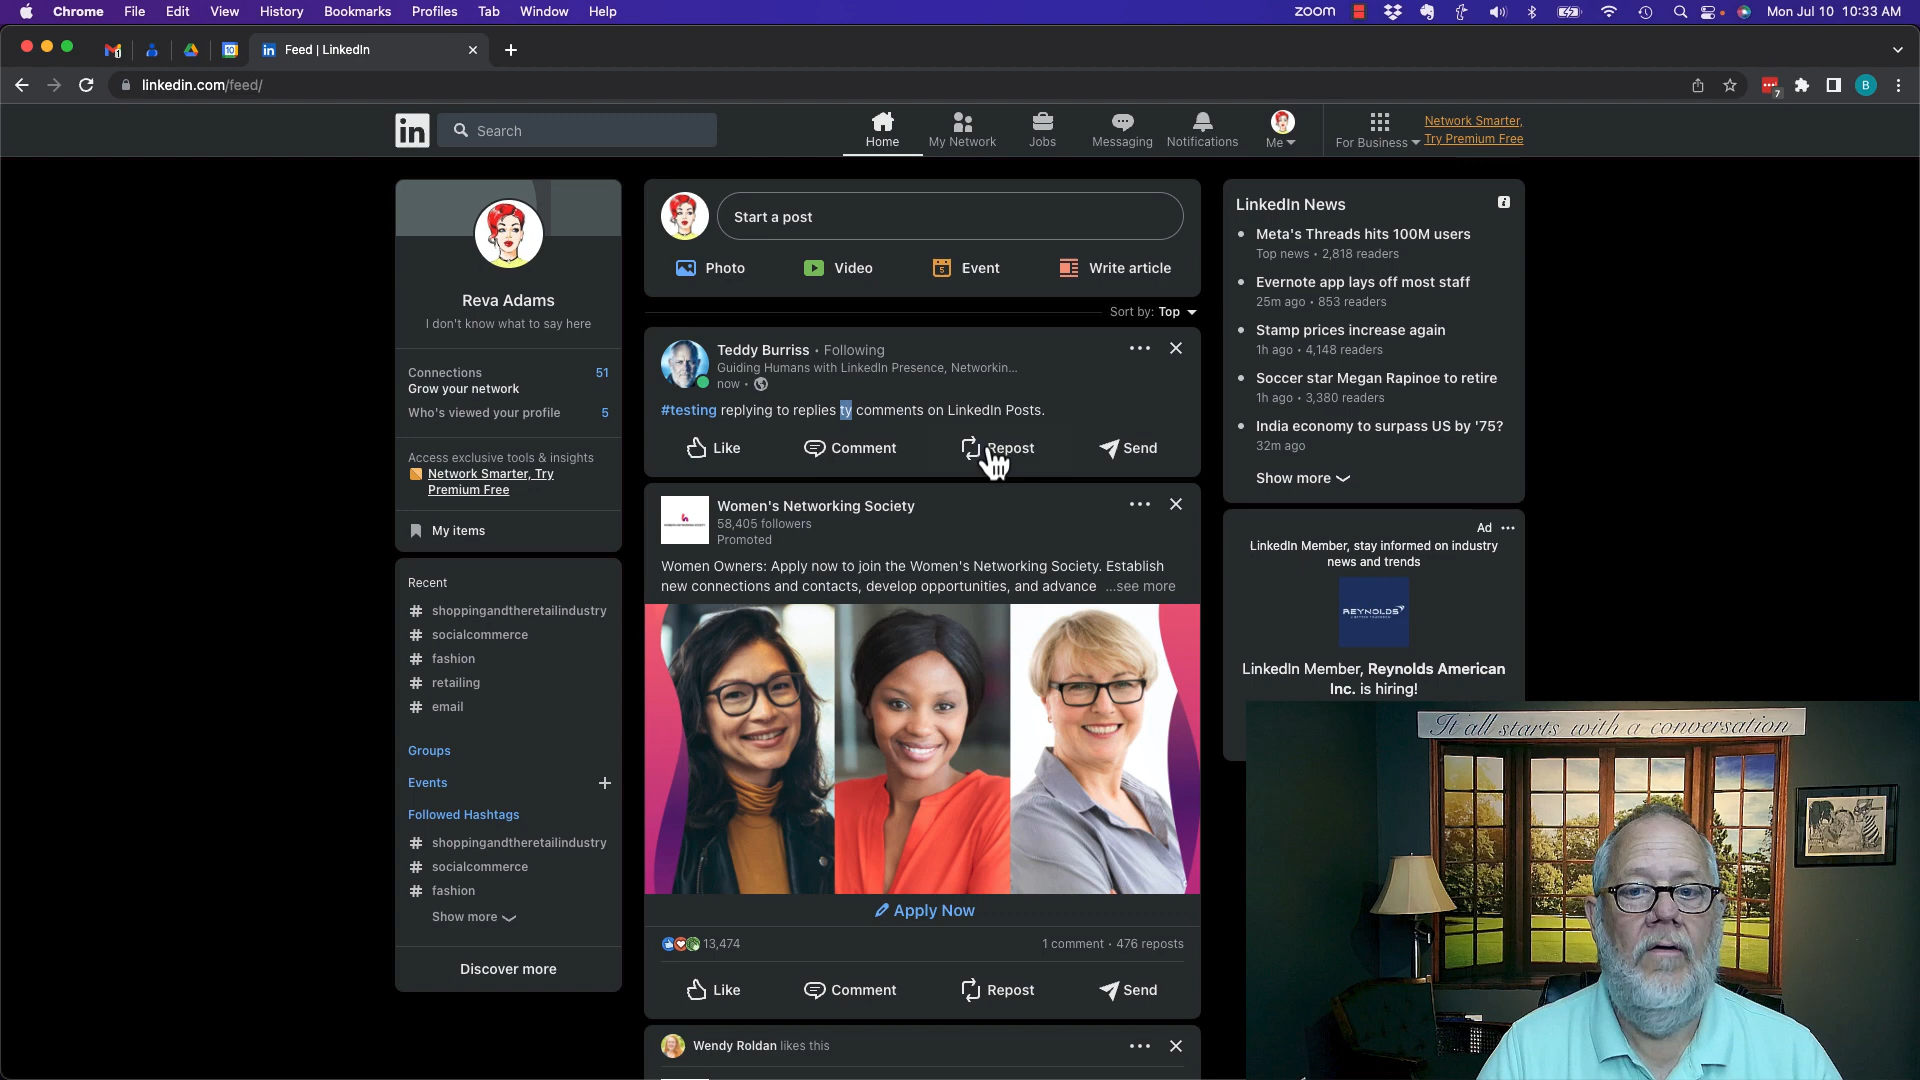 Chrome File Edit View History Bookmarks Profiles Tab Window Help
zoom
Mon Jul 10 10:33 AM
Feed | LinkedIn
linkedin.com/feed/
7
B
in
Search
Home
My Network
Jobs
Messaging
Notifications
Me
For Business
Network Smarter,
Try Premium Free
Reva Adams
I don't know what to say here
Connections 51
Grow your network
Who's viewed your profile 5
Access exclusive tools & insights
Network Smarter, Try
Premium Free
My items
Recent
# shoppingandtheretailindustry
# socialcommerce
# fashion
# retailing
# email
Groups
Events +
Followed Hashtags
# shoppingandtheretailindustry
# socialcommerce
# fashion
Show more
Discover more
Start a post
Photo
Video
Event
Write article
Sort by: Top
Teddy Burriss • Following
Guiding Humans with LinkedIn Presence, Networkin...
now •
#testing replying to replies ty comments on LinkedIn Posts.
Like
Comment
Repost
Send
Women's Networking Society
58,405 followers
Promoted
Women Owners: Apply now to join the Women's Networking Society. Establish
new connections and contacts, develop opportunities, and advance ...see more
Apply Now
13,474
1 comment • 476 reposts
Like
Comment
Repost
Send
Wendy Roldan likes this
LinkedIn News
• Meta's Threads hits 100M users
Top news • 2,818 readers
• Evernote app lays off most staff
25m ago • 853 readers
• Stamp prices increase again
1h ago • 4,148 readers
• Soccer star Megan Rapinoe to retire
1h ago • 3,380 readers
• India economy to surpass US by '75?
32m ago
Show more
Ad
LinkedIn Member, stay informed on industry
news and trends
REYNOLDS
LinkedIn Member, Reynolds American
Inc. is hiring!
It all starts with a conversation